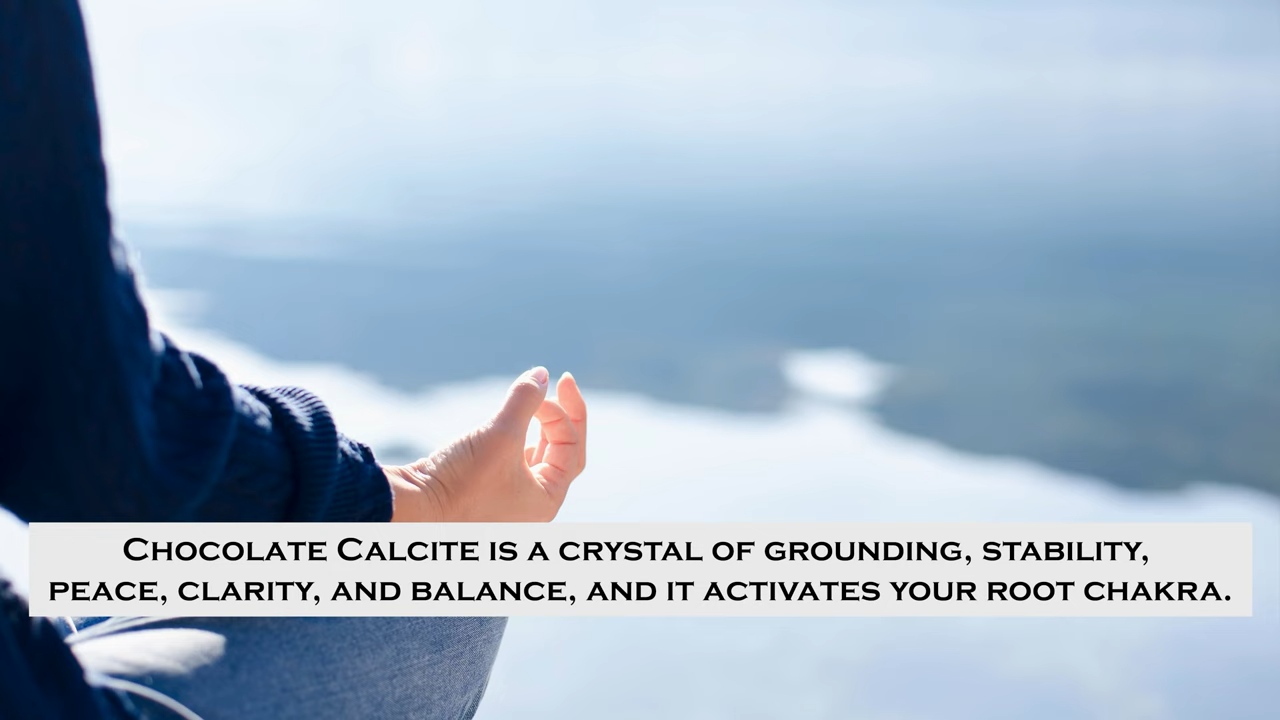 Chocolate Calcite is a crystal of grounding, stability,
peace, clarity, and balance, and it activates your root chakra.